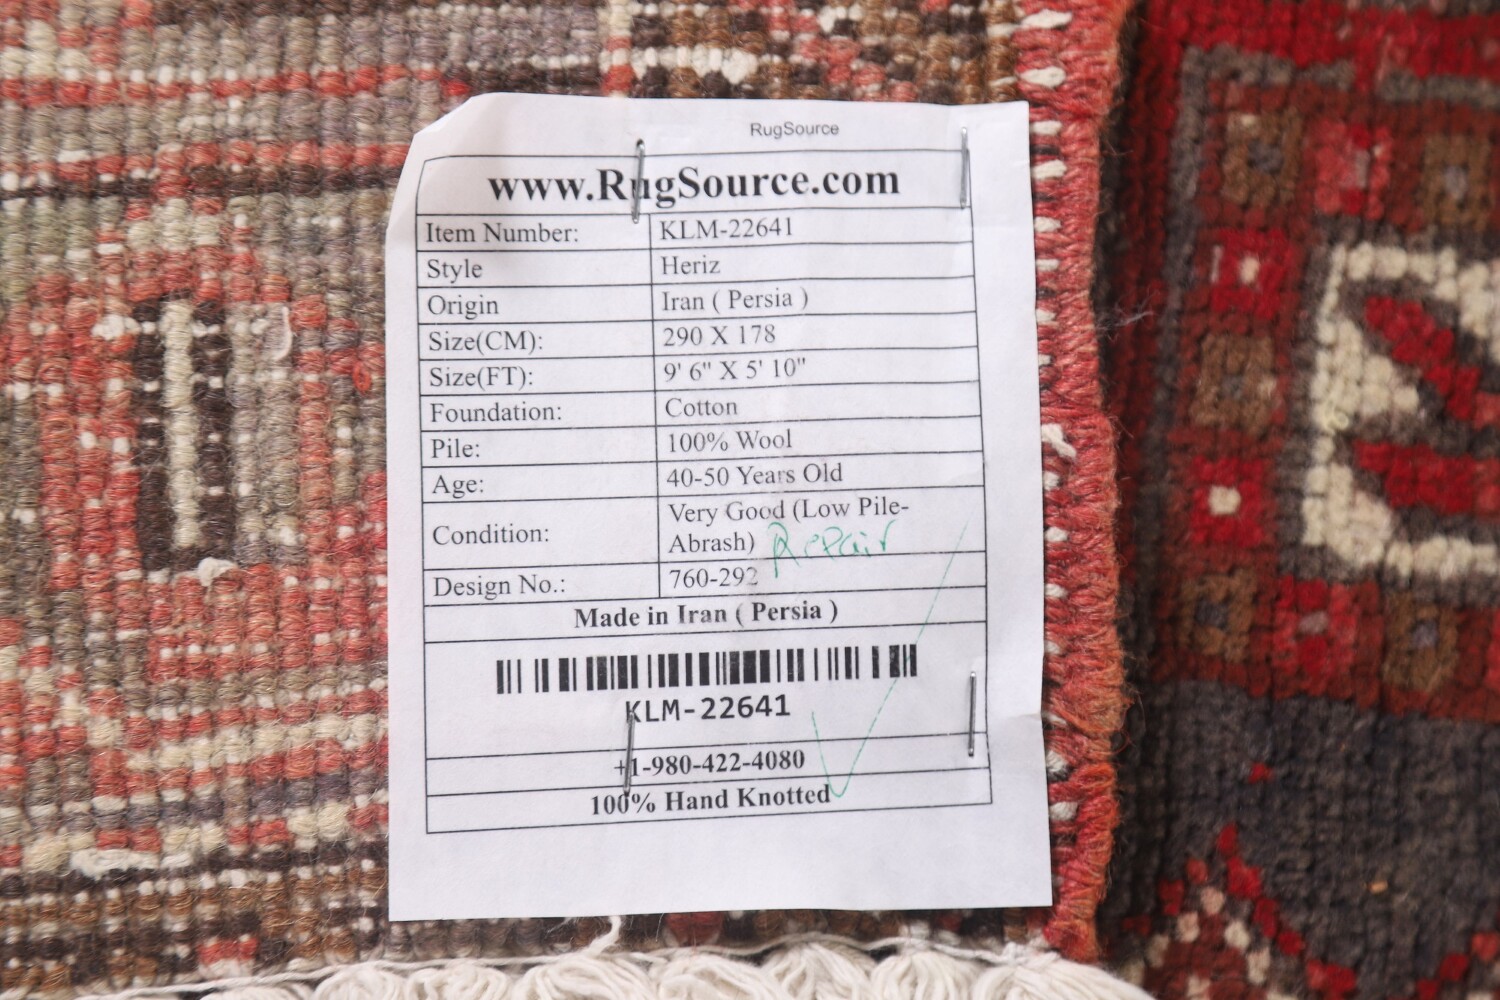 RugSource
www.RugSource.com
Item Number: KLM-22641
Style Heriz
Origin Iran ( Persia )
Size(CM): 290 X 178
Size(FT): 9' 6" X 5' 10"
Foundation: Cotton
Pile: 100% Wool
Age: 40-50 Years Old
Condition: Very Good (Low Pile-
Abrash) Repair
Design No.: 760-292
Made in Iran ( Persia )
KLM-22641
+1-980-422-4080
100% Hand Knotted